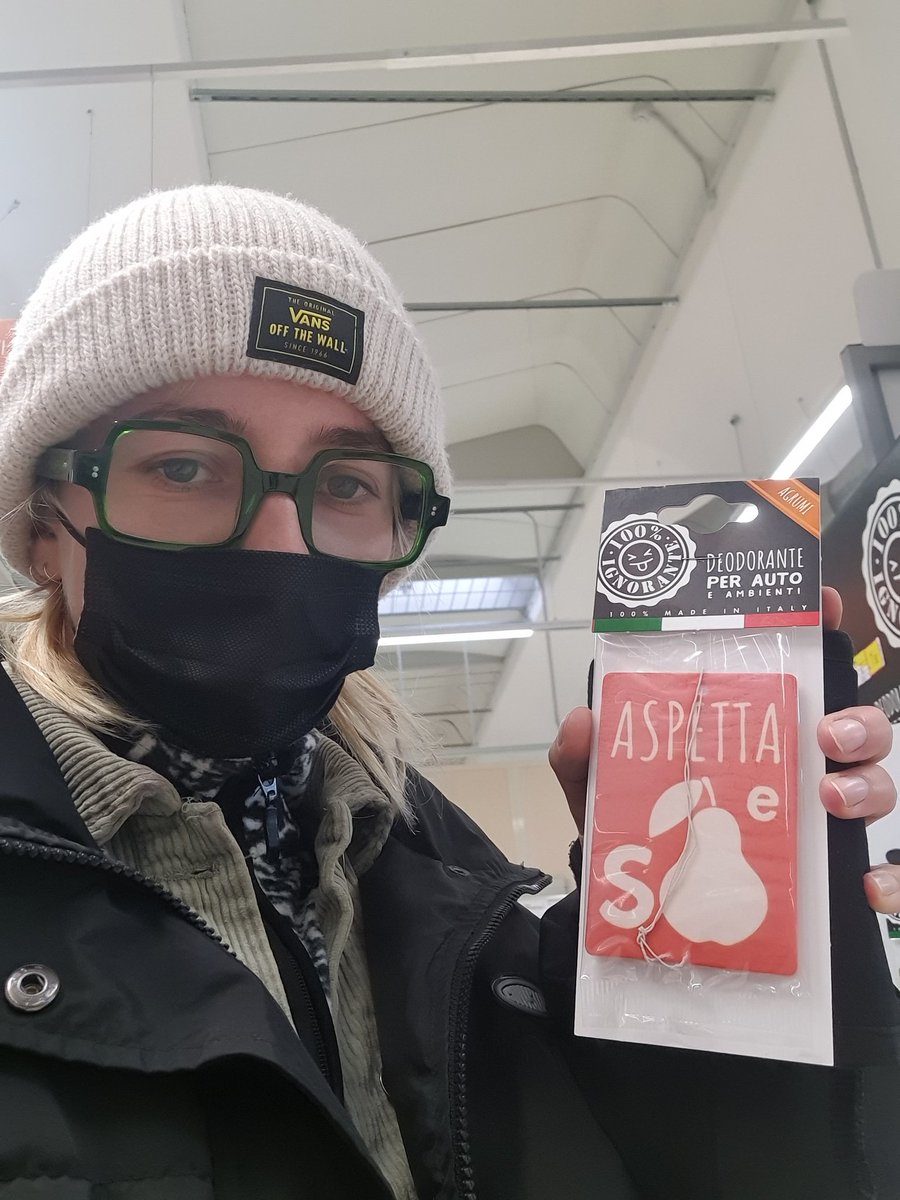 THE ORIGINAL
VANS
OFF THE WALL
SINCE 1966
AGRUMI
100%
IGNORANTE
DEODORANTE
PER AUTO
E AMBIENTI
100% MADE IN ITALY
ASPETTA
e
S